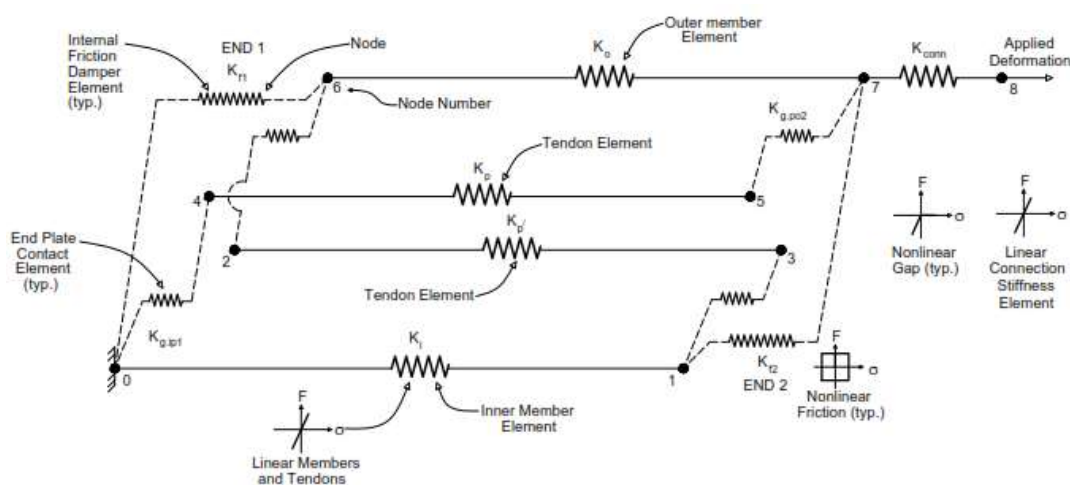 Internal
Friction
Damper
Element
(typ.)
END 1
K_f1
Node
6
Node Number
K_o
Outer member
Element
7
K_conn
Applied
Deformation
8
K_g,po2
Tendon Element
K_p
4
5
K_p'
2
3
Tendon Element
End Plate
Contact
Element
(typ.)
K_g,ip1
F
σ
Nonlinear
Gap (typ.)
F
σ
Linear
Connection
Stiffness
Element
0
K_i
1
K_f2
END 2
F
σ
Nonlinear
Friction (typ.)
Inner Member
Element
F
σ
Linear Members
and Tendons